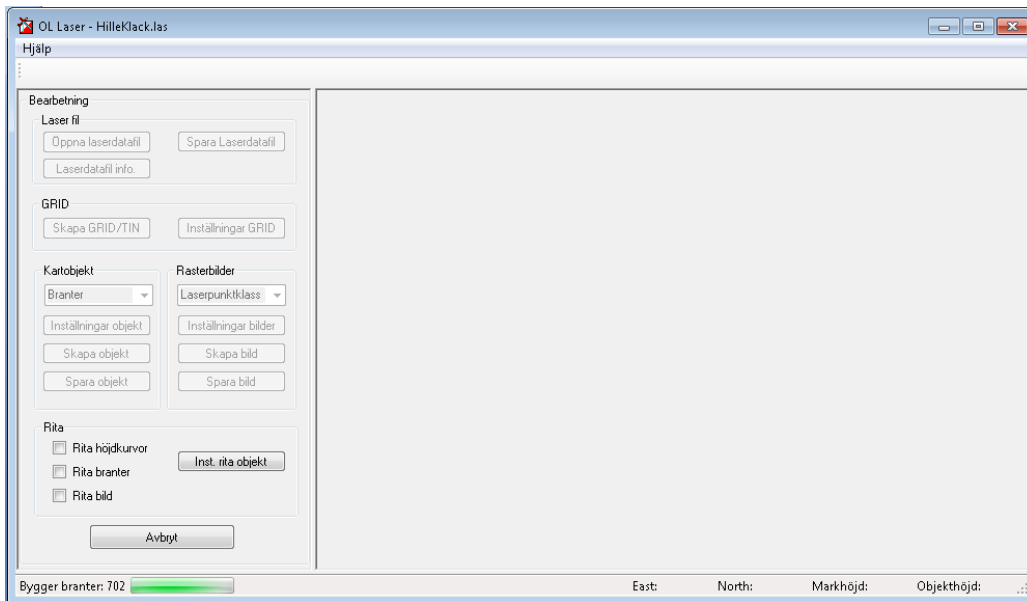 OL Laser - HilleKlack.las
Hjälp
Bearbetning
Laser fil
Öppna laserdatafil Spara Laserdatafil
Laserdatafil info.
GRID
Skapa GRID/TIN Inställningar GRID
Kartobjekt Rasterbilder
Branter Laserpunktklass
Inställningar objekt Inställningar bilder
Skapa objekt Skapa bild
Spara objekt Spara bild
Rita
Rita höjdkurvor
Inst. rita objekt
Rita branter
Rita bild
Avbryt
Bygger branter: 702 East: North: Markhöjd: Objekthöjd: